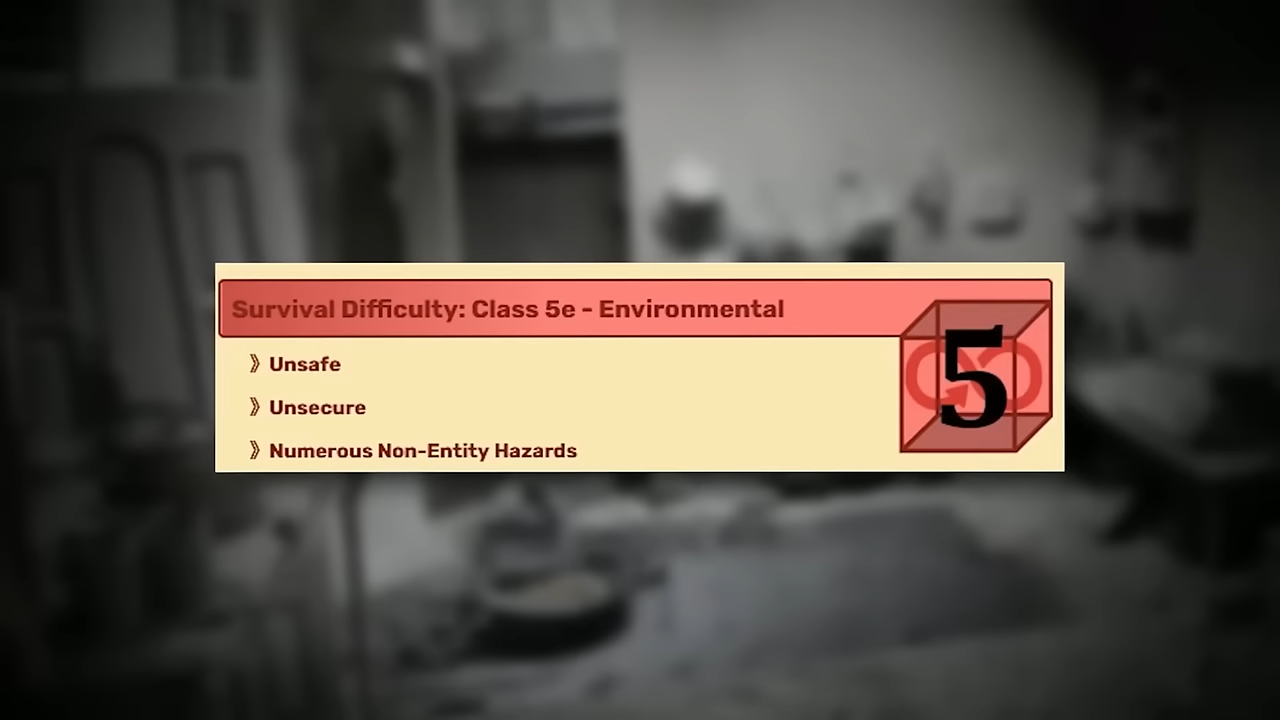 Survival Difficulty: Class 5e - Environmental
5
》 Unsafe
》 Unsecure
》 Numerous Non-Entity Hazards